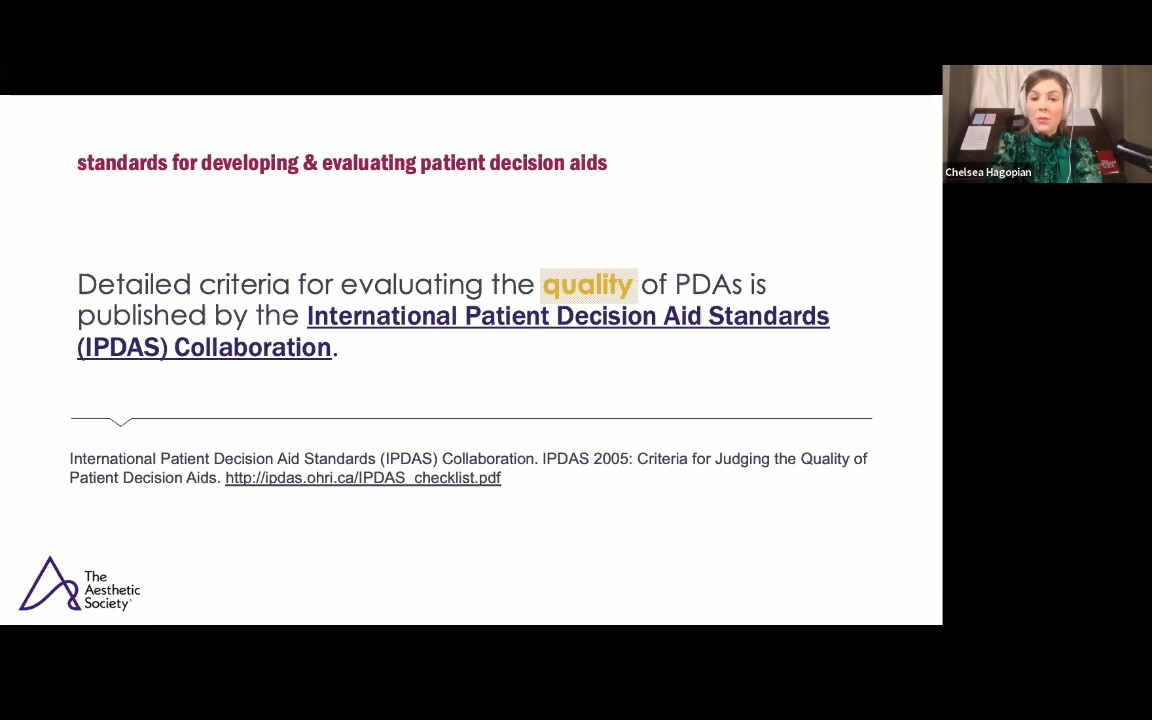 standards for developing & evaluating patient decision aids
Chelsea Hagopian
Detailed criteria for evaluating the quality of PDAs is
published by the International Patient Decision Aid Standards
(IPDAS) Collaboration.
International Patient Decision Aid Standards (IPDAS) Collaboration. IPDAS 2005: Criteria for Judging the Quality of
Patient Decision Aids. http://ipdas.ohri.ca/IPDAS_checklist.pdf
The
Aesthetic
Society